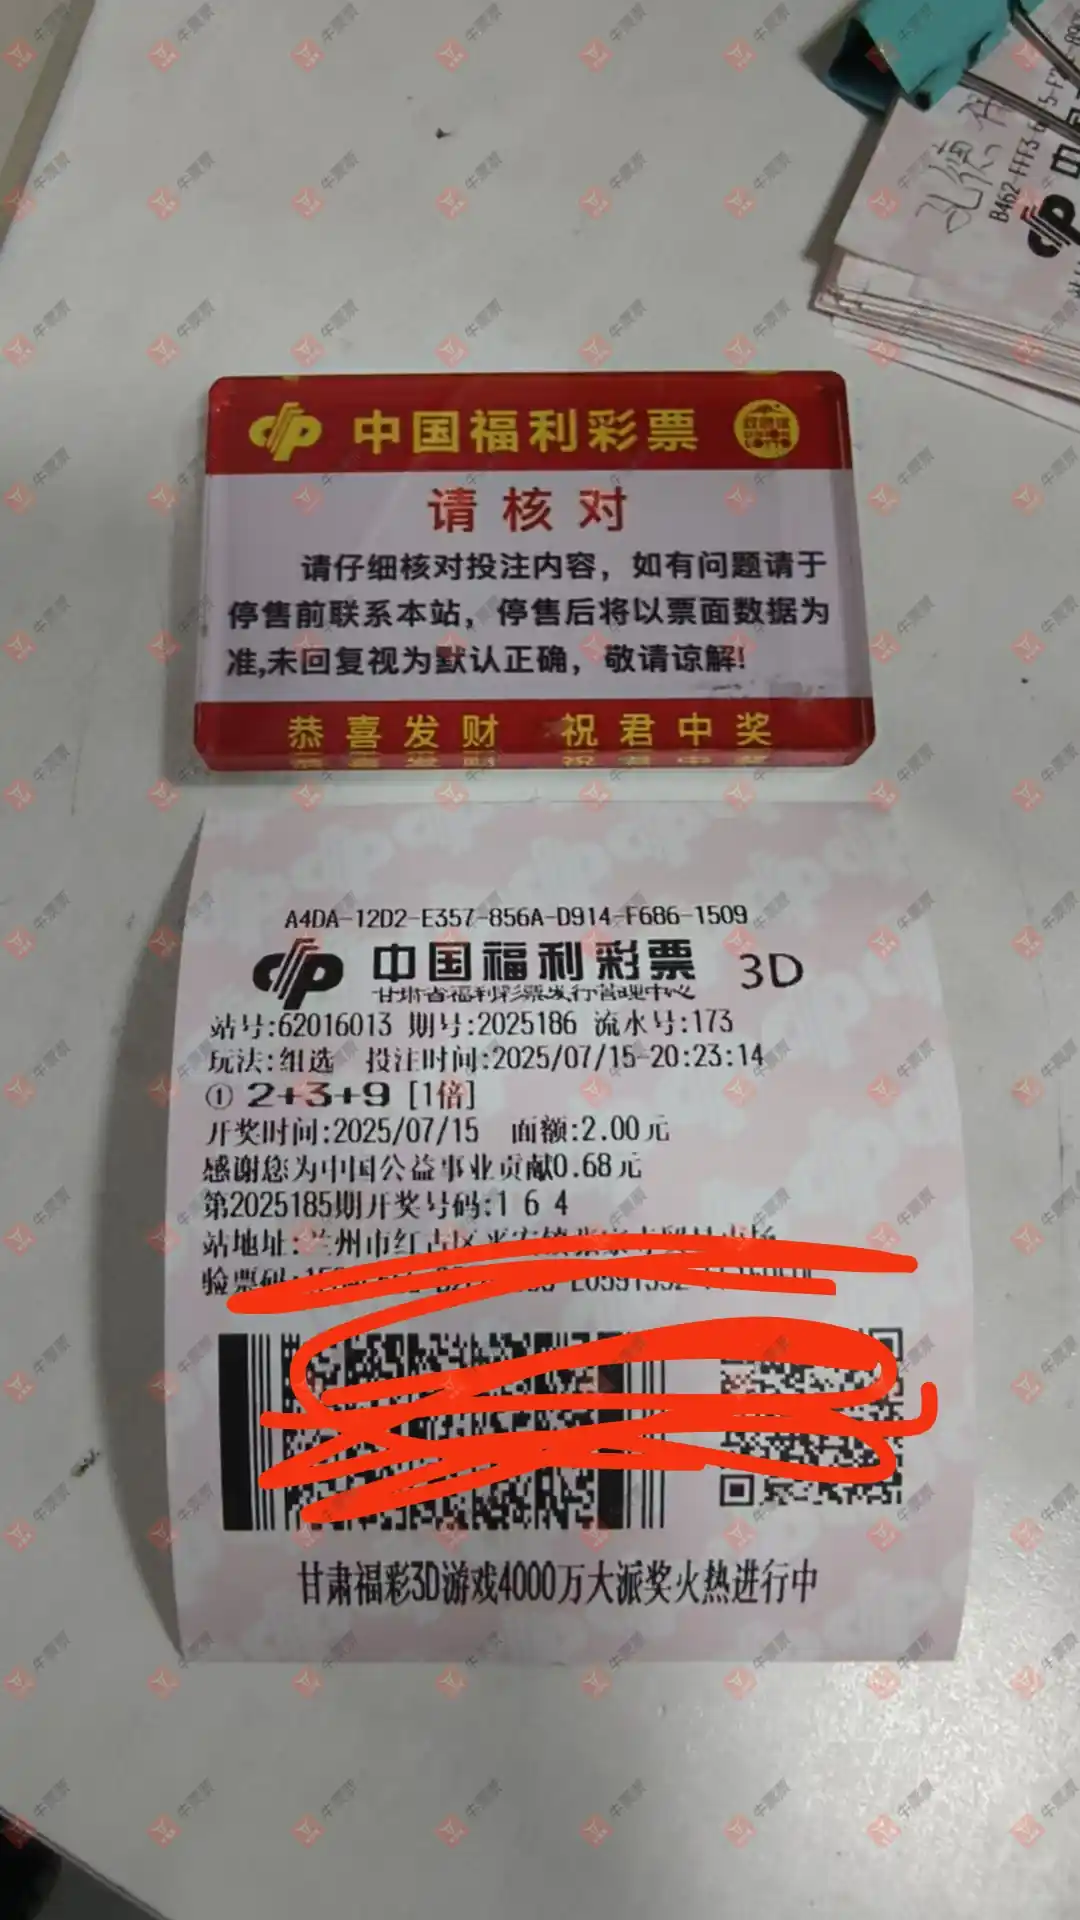 中国福利彩票
请核对
请仔细核对投注内容，如有问题请于
停售前联系本站，停售后将以票面数据为
准,未回复视为默认正确，敬请谅解!
恭喜发财 祝君中奖
A4DA-12D2-E357-856A-D914-F686-1509
中国福利彩票 3D
甘肃省福利彩票发行管理中心
站号:62016013 期号:2025186 流水号:173
玩法:组选 投注时间:2025/07/15-20:23:14
① 2+3+9 [1倍]
开奖时间:2025/07/15 面额:2.00元
感谢您为中国公益事业贡献0.68元
第2025185期开奖号码:1 6 4
站地址:兰州市红古区平安镇
验票码:
甘肃福彩3D游戏4000万大派奖火热进行中
牛票票